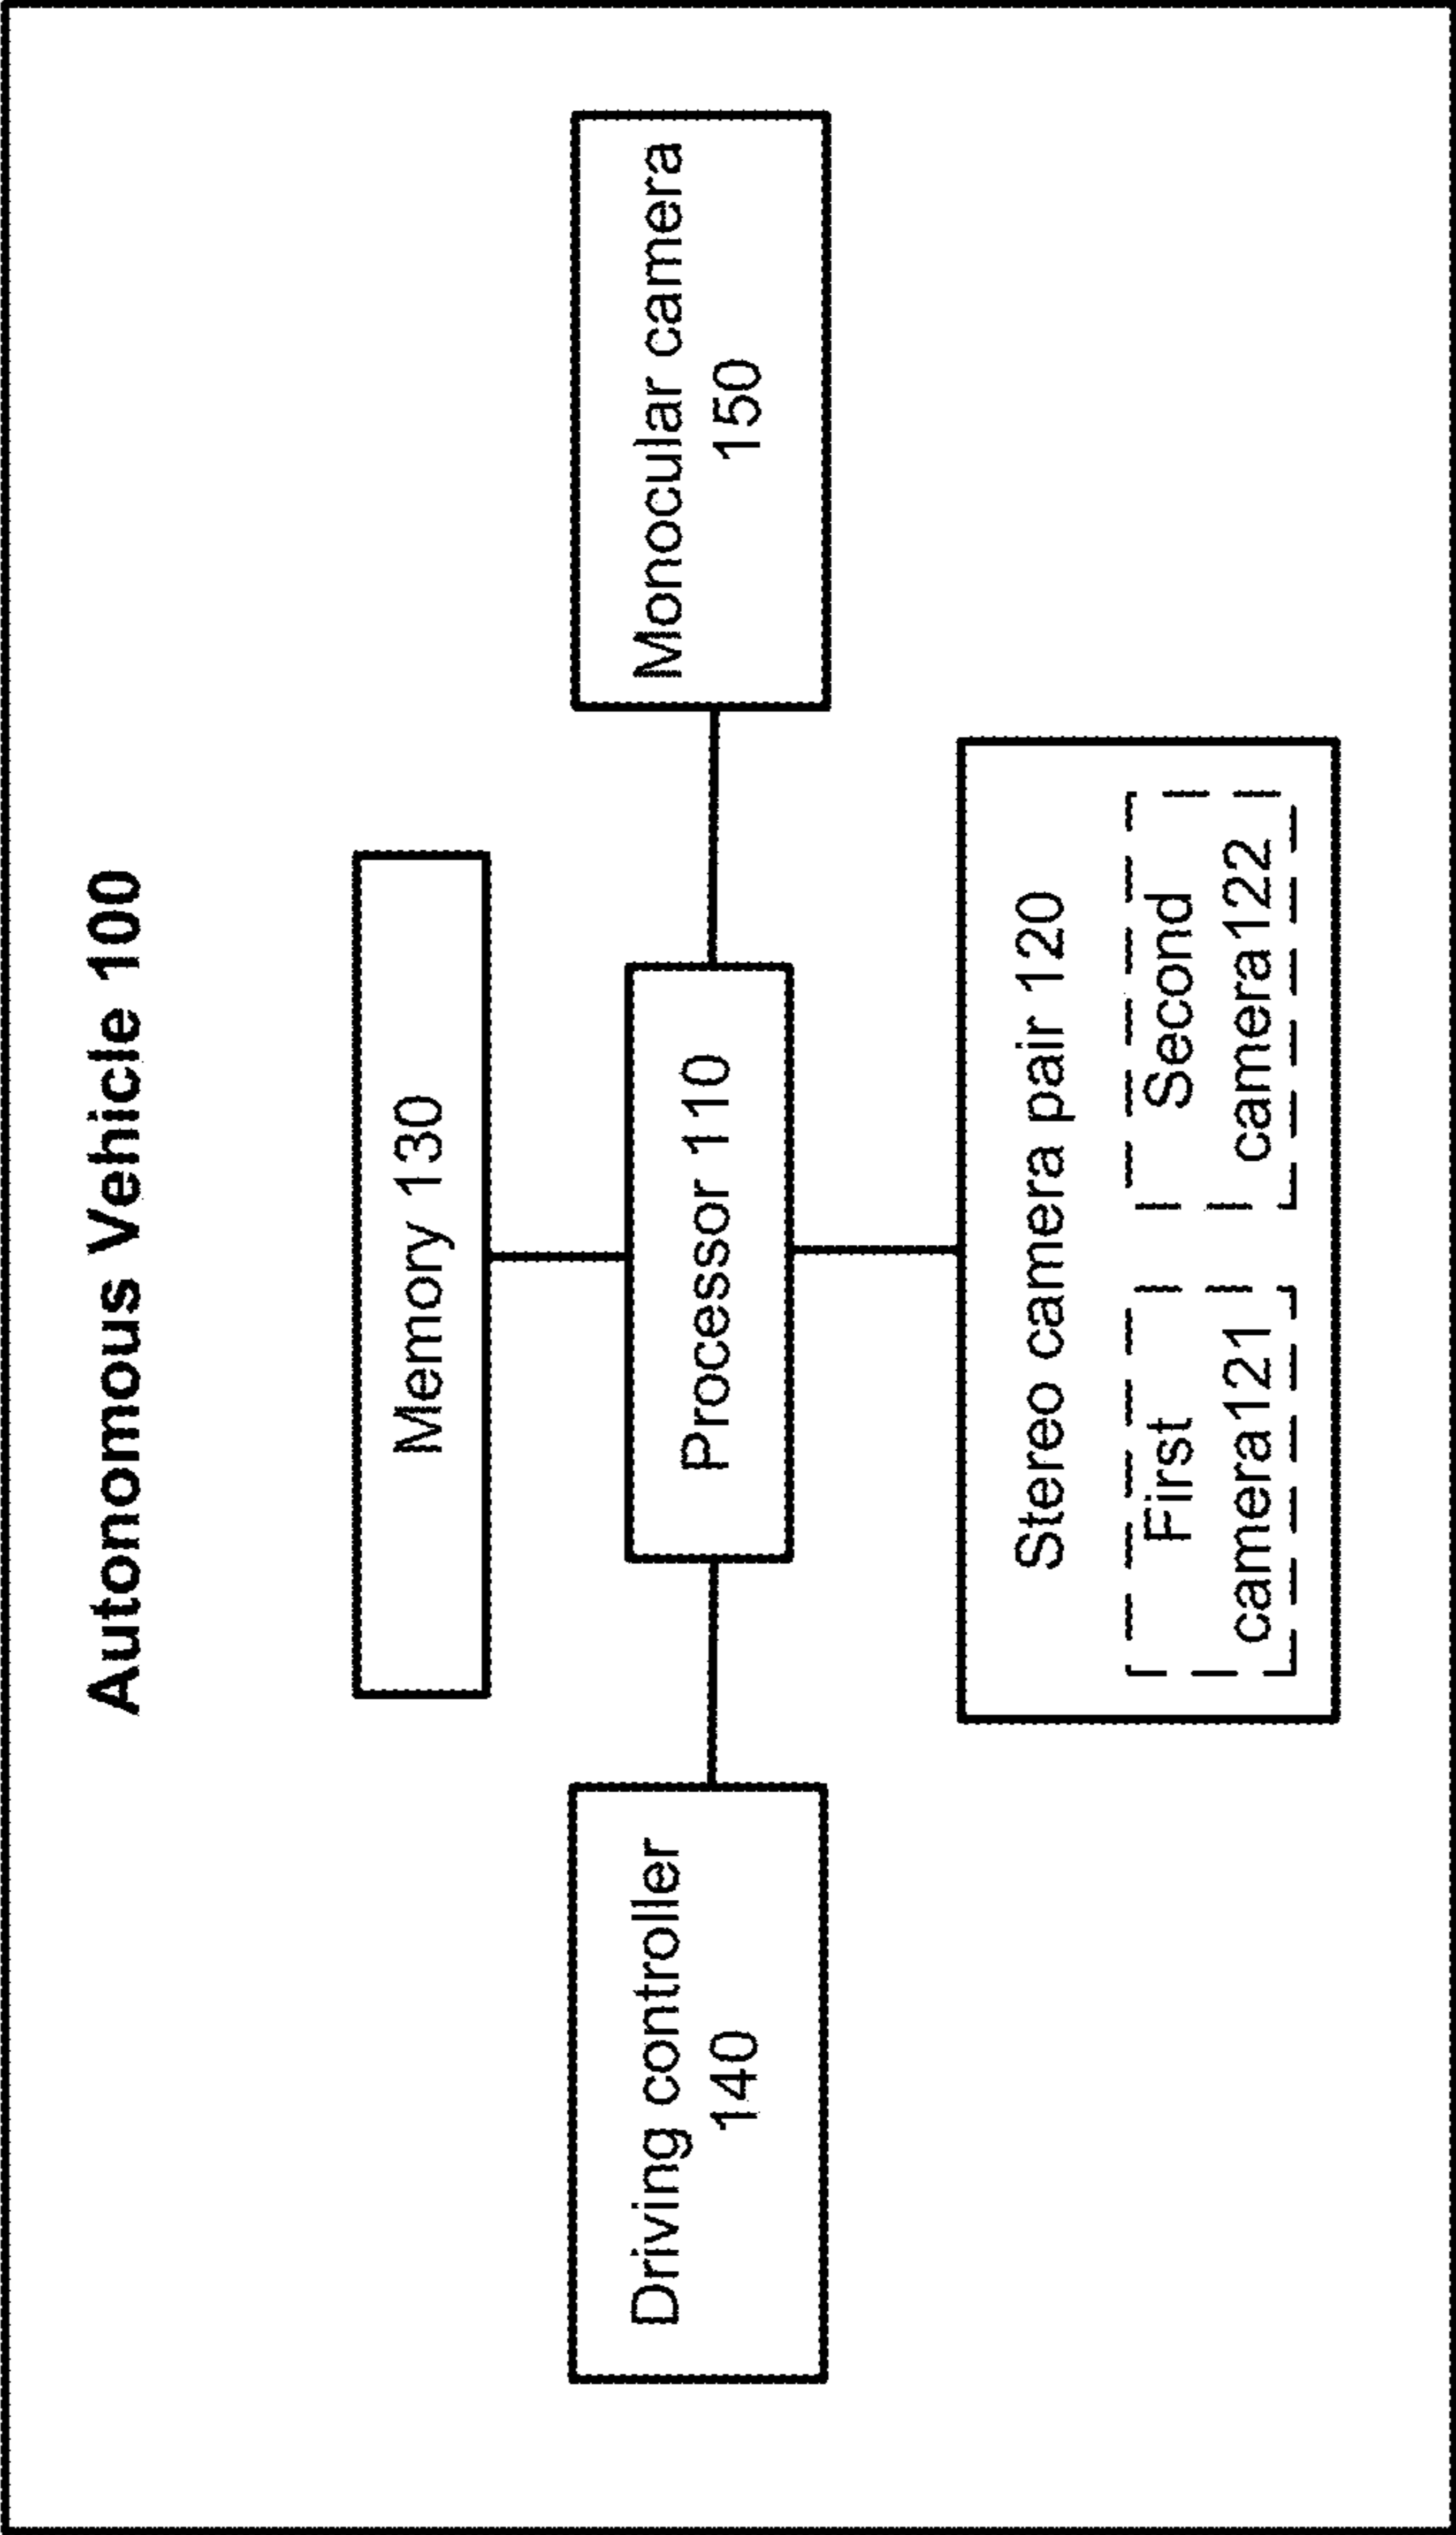 Autonomous Vehicle 100
Memory 130
Driving controller
140
Processor 110
Monocular camera
150
Stereo camera pair 120
First
camera121
Second
camera122